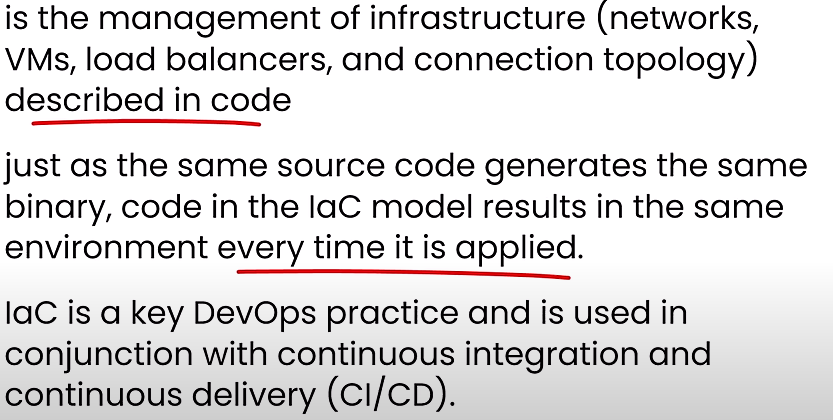 is the management of infrastructure (networks,
VMs, load balancers, and connection topology)
described in code
just as the same source code generates the same
binary, code in the IaC model results in the same
environment every time it is applied.
IaC is a key DevOps practice and is used in
conjunction with continuous integration and
continuous delivery (CI/CD).